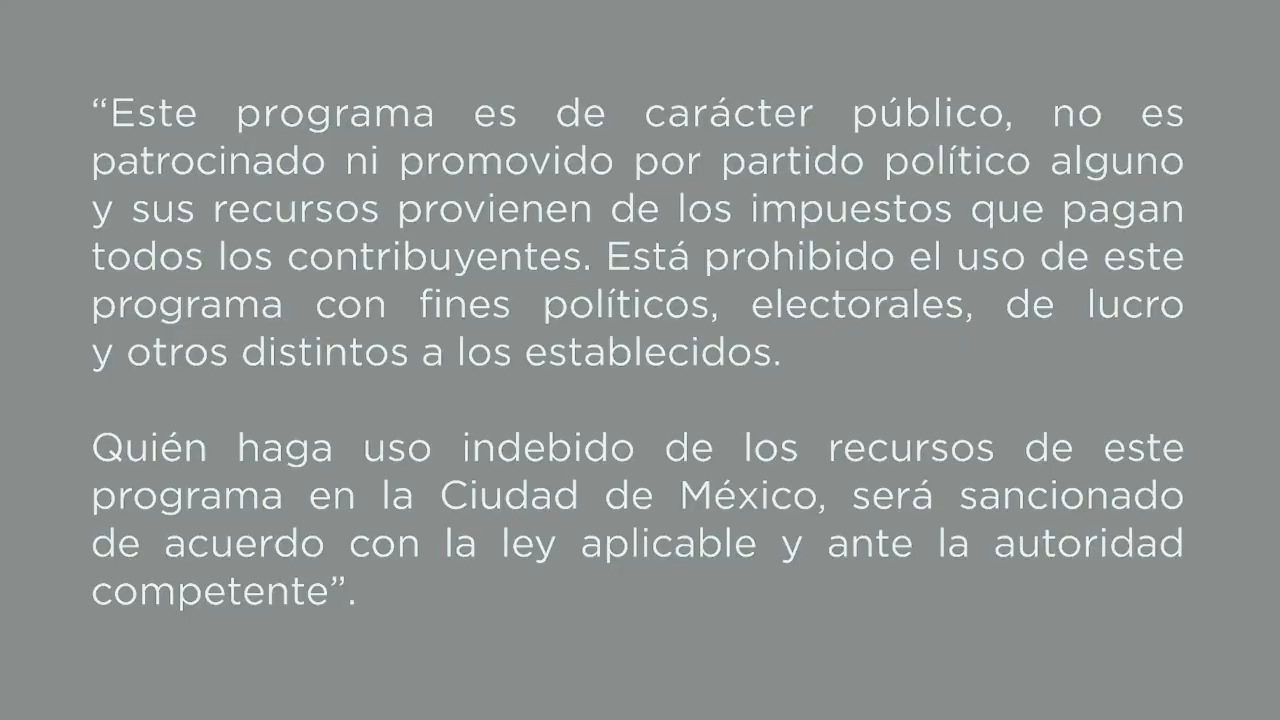 “Este programa es de carácter público, no es
patrocinado ni promovido por partido político alguno
y sus recursos provienen de los impuestos que pagan
todos los contribuyentes. Está prohibido el uso de este
programa con fines políticos, electorales, de lucro
y otros distintos a los establecidos.
Quién haga uso indebido de los recursos de este
programa en la Ciudad de México, será sancionado
de acuerdo con la ley aplicable y ante la autoridad
competente”.